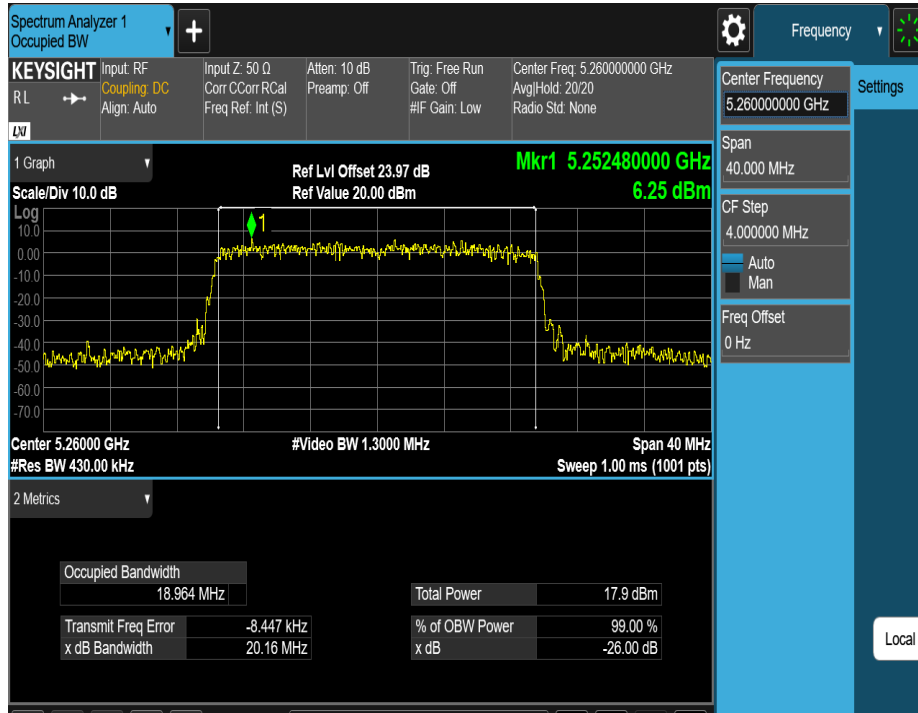 Spectrum Analyzer 1
Occupied BW
+
Frequency
KEYSIGHT
R L
LXI
Input: RF
Coupling: DC
Align: Auto
Input Z: 50 Ω
Corr CCorr RCal
Freq Ref: Int (S)
Atten: 10 dB
Preamp: Off
Trig: Free Run
Gate: Off
#IF Gain: Low
Center Freq: 5.260000000 GHz
Avg|Hold: 20/20
Radio Std: None
Center Frequency
5.260000000 GHz
Settings
Span
40.000 MHz
CF Step
4.000000 MHz
Auto
Man
Freq Offset
0 Hz
1 Graph
Scale/Div 10.0 dB
Ref Lvl Offset 23.97 dB
Ref Value 20.00 dBm
Mkr1 5.252480000 GHz
6.25 dBm
Log
10.0
0.00
-10.0
-20.0
-30.0
-40.0
-50.0
-60.0
-70.0
1
Center 5.26000 GHz
#Video BW 1.3000 MHz
Span 40 MHz
#Res BW 430.00 kHz
Sweep 1.00 ms (1001 pts)
2 Metrics
Occupied Bandwidth
18.964 MHz
Total Power 17.9 dBm
Transmit Freq Error -8.447 kHz
% of OBW Power 99.00 %
x dB Bandwidth 20.16 MHz
x dB -26.00 dB
Local